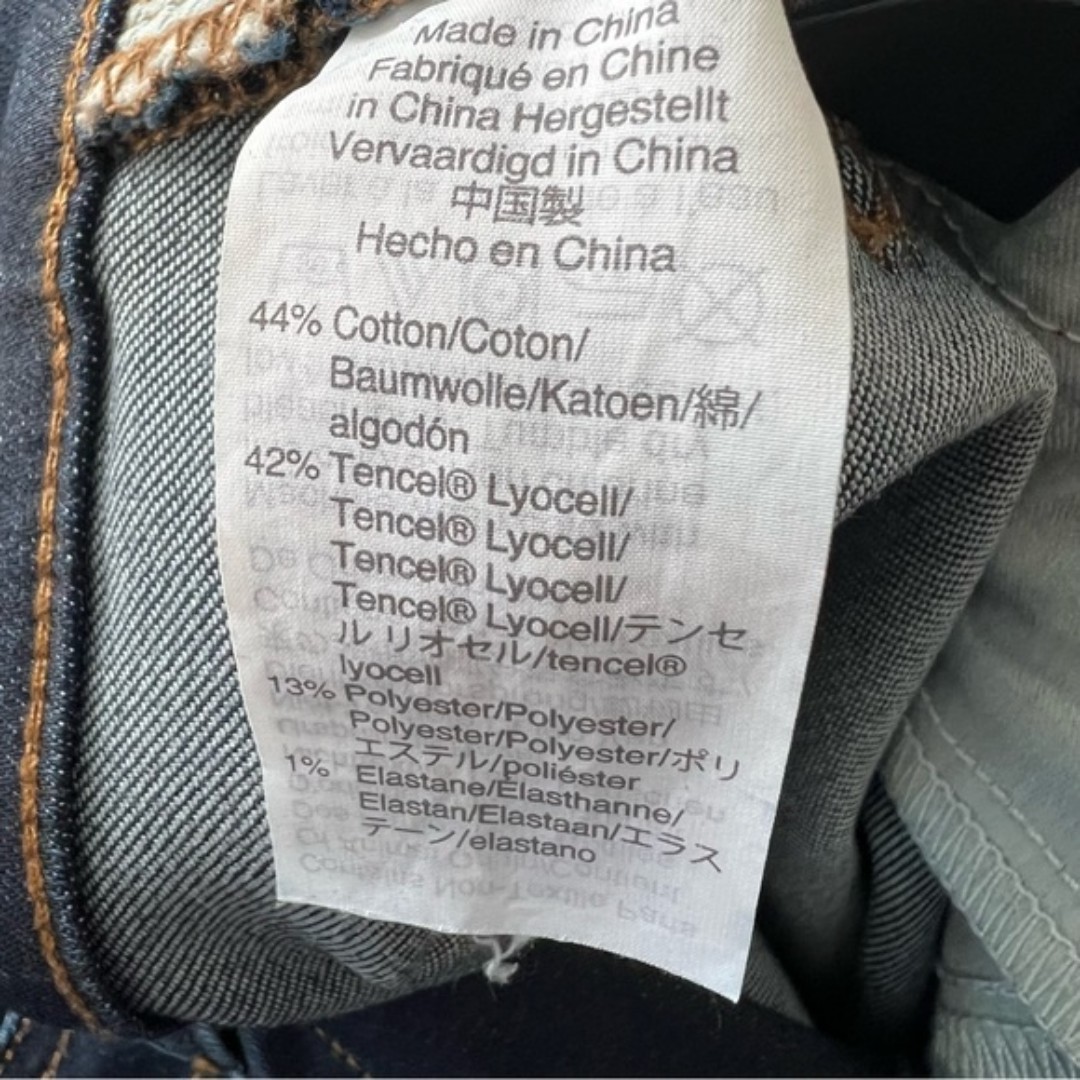 Made in China
Fabriqué en Chine
in China Hergestellt
Vervaardigd in China
中国製
Hecho en China
44% Cotton/Coton/
Baumwolle/Katoen/綿/
algodón
42% Tencel® Lyocell/
Tencel® Lyocell/
Tencel® Lyocell/
Tencel® Lyocell/テンセ
ル リオセル/tencel®
lyocell
13% Polyester/Polyester/
Polyester/Polyester/ポリ
エステル/poliéster
1% Elastane/Élasthanne/
Elastan/Elastaan/エラス
テーン/elastano